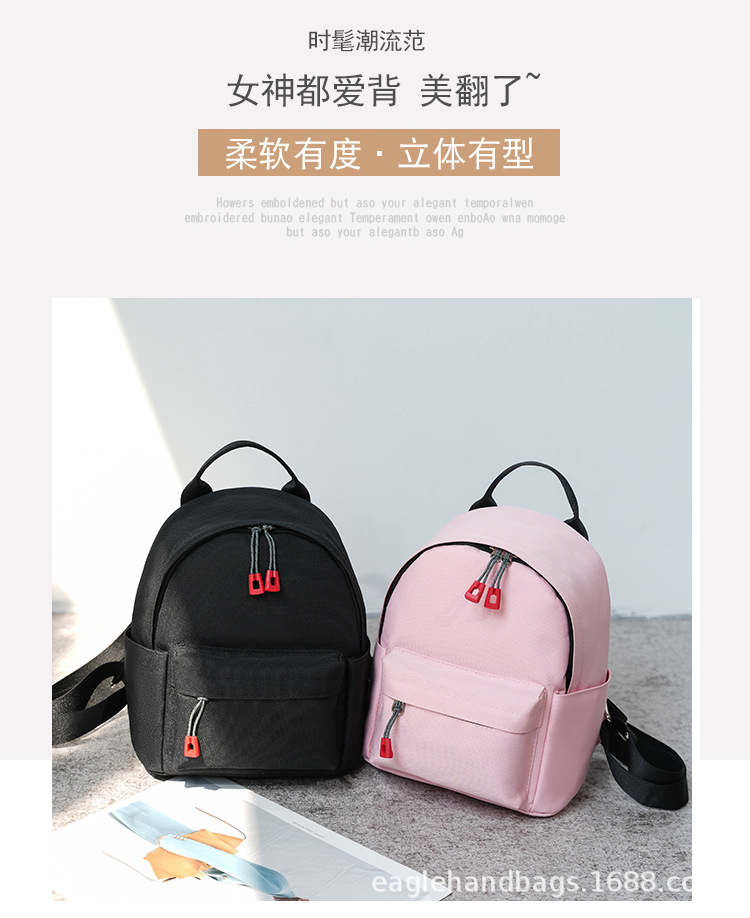 时髦潮流范
女神都爱背 美翻了~
柔软有度·立体有型
Howers emboldened but aso your alegant temporalwen
embroidered bunao elegant Temperament owen enboAo wna momoge
but aso your alegantb aso Ag
eaglehandbags.1688.co